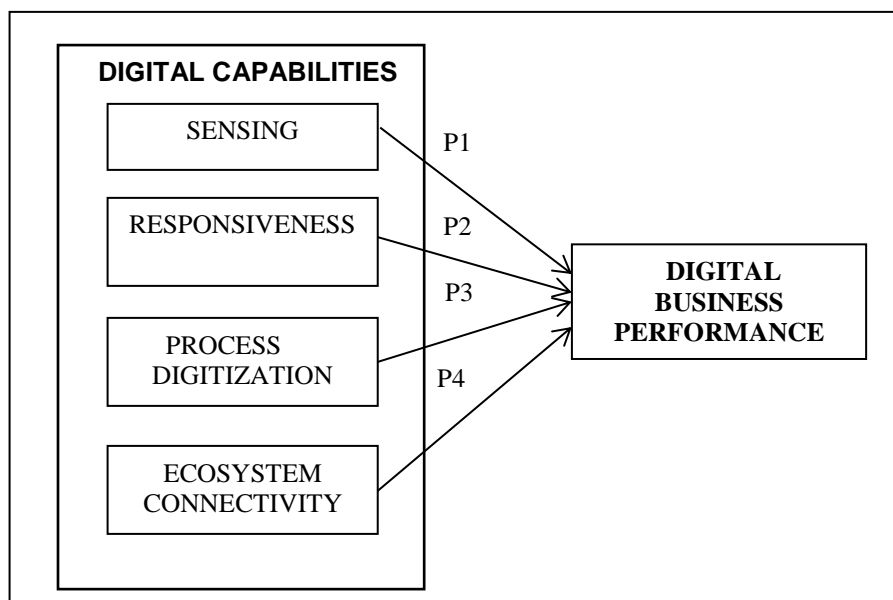 DIGITAL CAPABILITIES
SENSING
P1
RESPONSIVENESS
P2
DIGITAL
BUSINESS
PERFORMANCE
P3
PROCESS
DIGITIZATION
P4
ECOSYSTEM
CONNECTIVITY